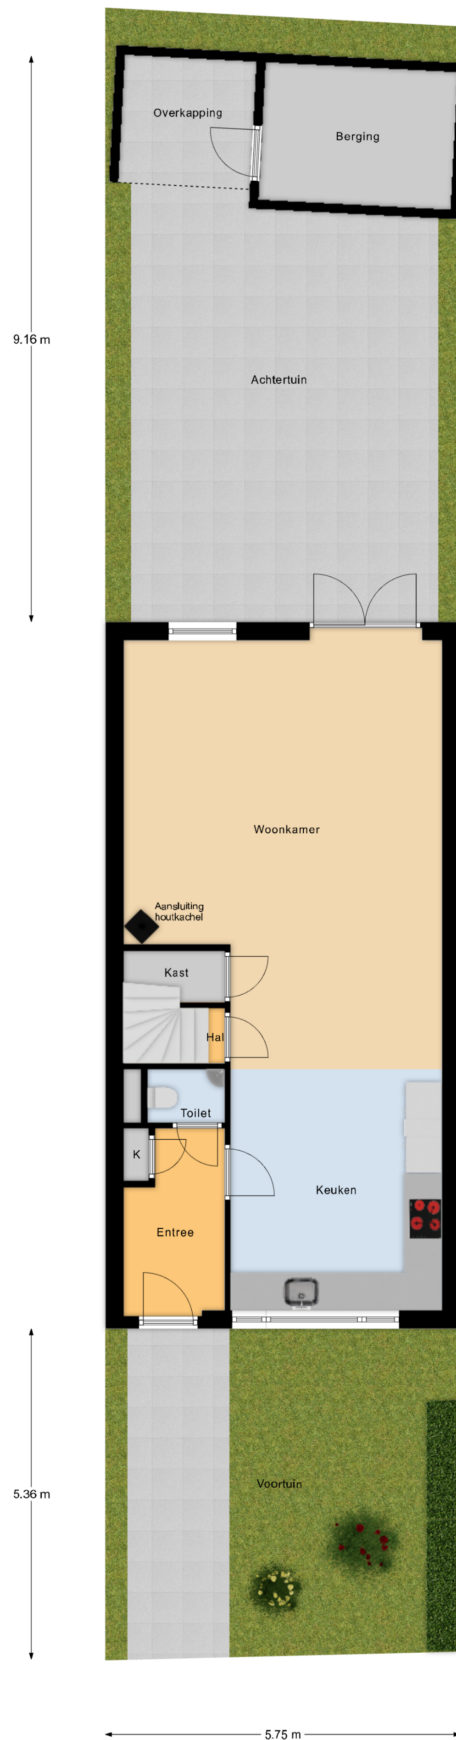 Overkapping
Berging
9.16 m
Achtertuin
Woonkamer
Aansluiting
houtkachel
Kast
Hal
Toilet
K
Keuken
Entree
5.36 m
Voortuin
5.75 m